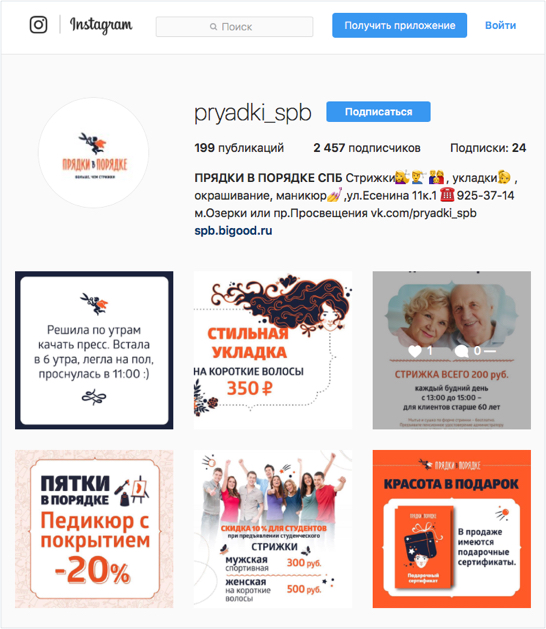 Instagram
Поиск
Получить приложение
Войти
pryadki_spb
Подписаться
199 публикаций
2 457 подписчиков
Подписки: 24
ПРЯДКИ В ПОРЯДКЕ
БОЛЬШЕ, ЧЕМ СТРИЖКИ
ПРЯДКИ В ПОРЯДКЕ СПБ Стрижки, укладки,
окрашивание, маникюр,ул.Есенина 11к.1 925-37-14
м.Озерки или пр.Просвещения vk.com/pryadki_spb
spb.bigood.ru
Решила по утрам
качать пресс. Встала
в 6 утра, легла на пол,
проснулась в 11:00 :)
СТИЛЬНАЯ
УКЛАДКА
НА КОРОТКИЕ ВОЛОСЫ
350 ₽
1 0
СТРИЖКА ВСЕГО 200 руб.
каждый будний день
с 13:00 до 15:00 –
для клиентов старше 60 лет
ПЯТКИ
В ПОРЯДКЕ
Педикюр с
покрытием
-20%
СКИДКА 10% ДЛЯ СТУДЕНТОВ
при предъявлении студенческого
СТРИЖКИ
мужская
спортивная
300 руб.
женская
на короткие
волосы
500 руб.
ПРЯДКИ В ПОРЯДКЕ
КРАСОТА В ПОДАРОК
Подарочный
сертификат
В продаже
имеются
подарочные
сертификаты.